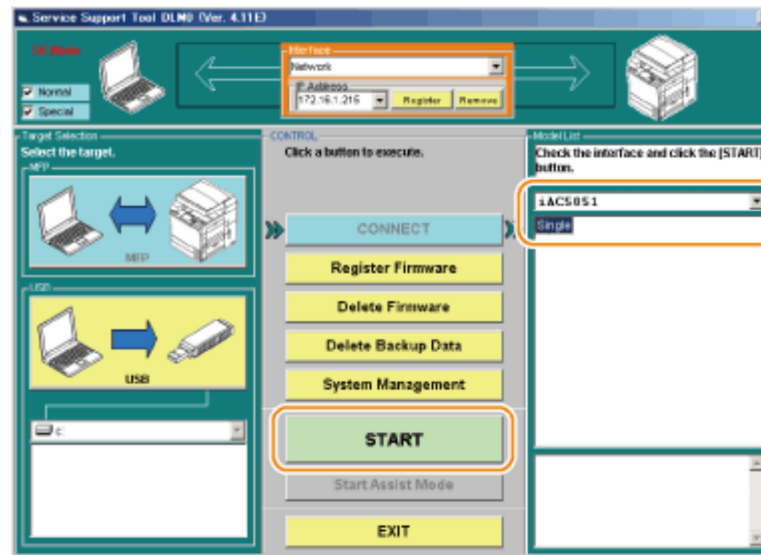 Service Support Tool DLM0 (Ver. 4.11E)
Interface
Network
IP Address
172.16.1.216
Register
Remove
Normal
Special
Target Selection
Select the target.
MFP
MFP
USB
USB
c:
CONTROL
Click a button to execute.
CONNECT
Register Firmware
Delete Firmware
Delete Backup Data
System Management
START
Start Assist Mode
EXIT
Model List
Check the interface and click the [START]
button.
iAC5051
Single